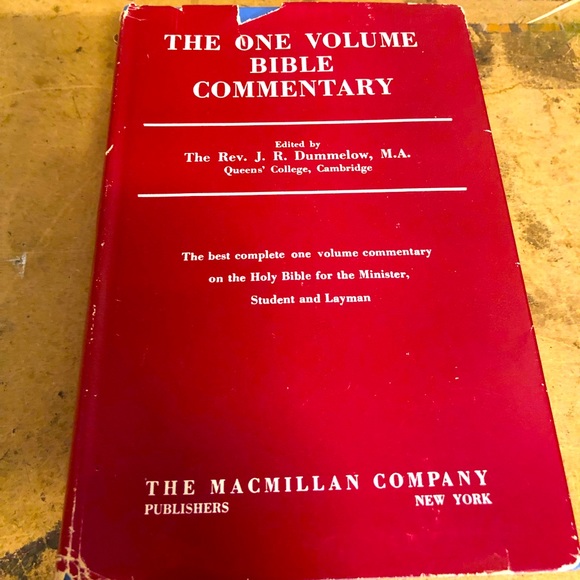 THE ONE VOLUME
BIBLE
COMMENTARY
Edited by
The Rev. J. R. Dummelow, M.A.
Queens' College, Cambridge
The best complete one volume commentary
on the Holy Bible for the Minister,
Student and Layman
THE MACMILLAN COMPANY
PUBLISHERS NEW YORK